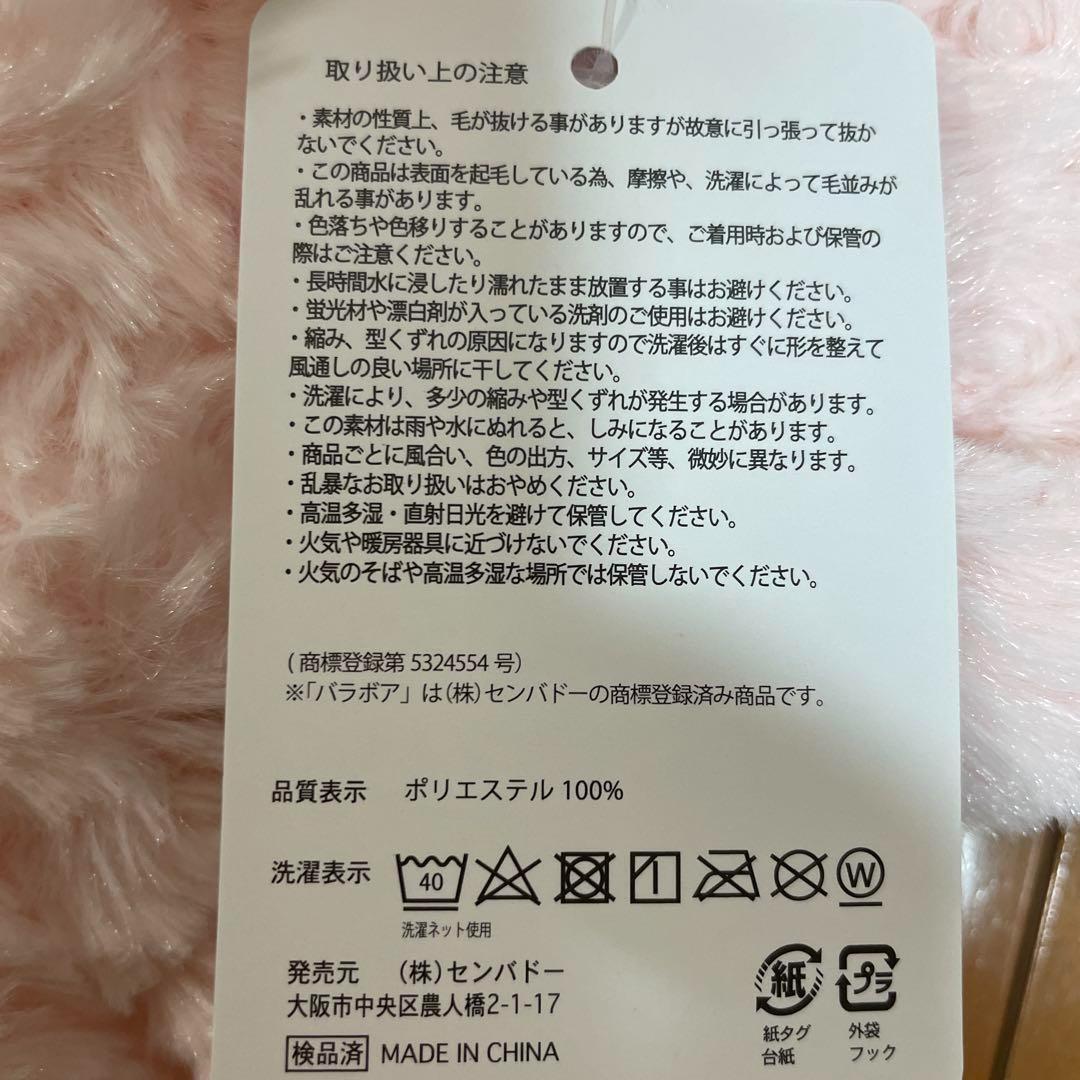 取り扱い上の注意
・素材の性質上、毛が抜ける事がありますが故意に引っ張って抜か
ないでください。
・この商品は表面を起毛している為、摩擦や、洗濯によって毛並みが
乱れる事があります。
・色落ちや色移りすることがありますので、ご着用時および保管の
際はご注意ください。
・長時間水に浸したり濡れたまま放置する事はお避けください。
・蛍光材や漂白剤が入っている洗剤のご使用はお避けください。
・縮み、型くずれの原因になりますので洗濯後はすぐに形を整えて
風通しの良い場所に干してください。
・洗濯により、多少の縮みや型くずれが発生する場合があります。
・この素材は雨や水にぬれると、しみになることがあります。
・商品ごとに風合い、色の出方、サイズ等、微妙に異なります。
・乱暴なお取り扱いはおやめください。
・高温多湿・直射日光を避けて保管してください。
・火気や暖房器具に近づけないでください。
・火気のそばや高温多湿な場所では保管しないでください。
(商標登録第 5324554 号)
※「バラボア」は(株)センバドーの商標登録済み商品です。
品質表示 ポリエステル 100%
洗濯表示 40 W
洗濯ネット使用
発売元 (株)センバドー
大阪市中央区農人橋2-1-17
検品済 MADE IN CHINA
紙 プラ
紙タグ 外袋
台紙 フック